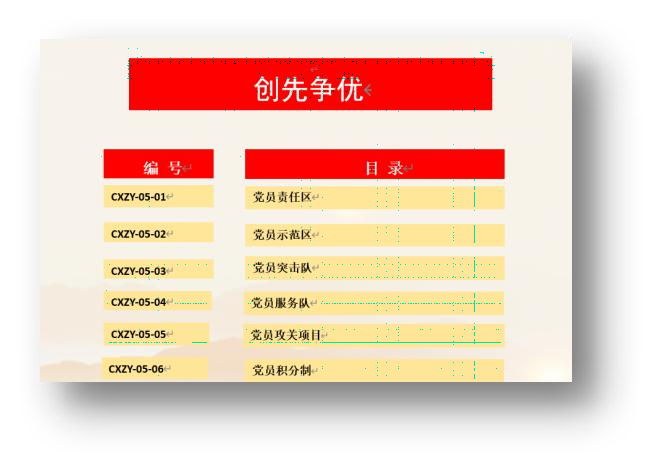 创先争优
编 号 目 录
CXZY-05-01 党员责任区
CXZY-05-02 党员示范区
CXZY-05-03 党员突击队
CXZY-05-04 党员服务队
CXZY-05-05 党员攻关项目
CXZY-05-06 党员积分制